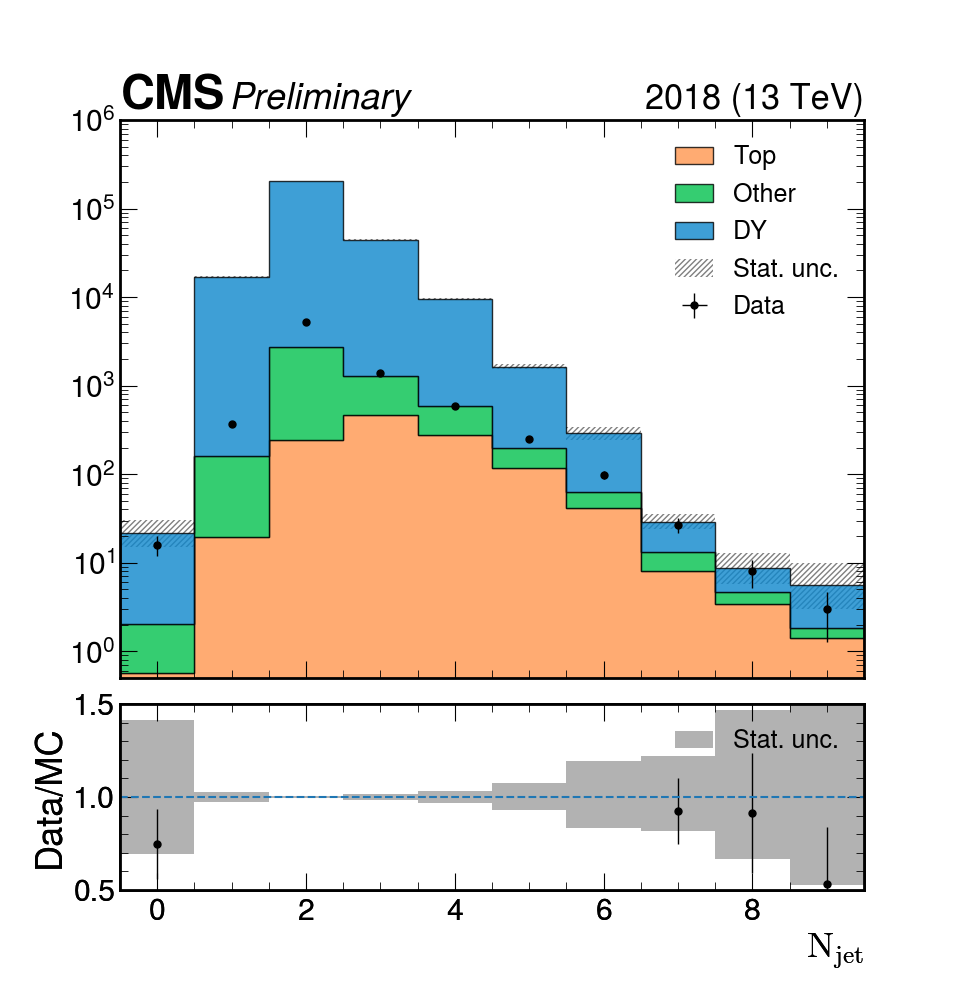 CMS Preliminary 2018 (13 TeV)
10^6
10^5
10^4
10^3
10^2
10^1
10^0
Top
Other
DY
Stat. unc.
Data
Data/MC
1.5
1.0
0.5
Stat. unc.
0 2 4 6 8
N_jet